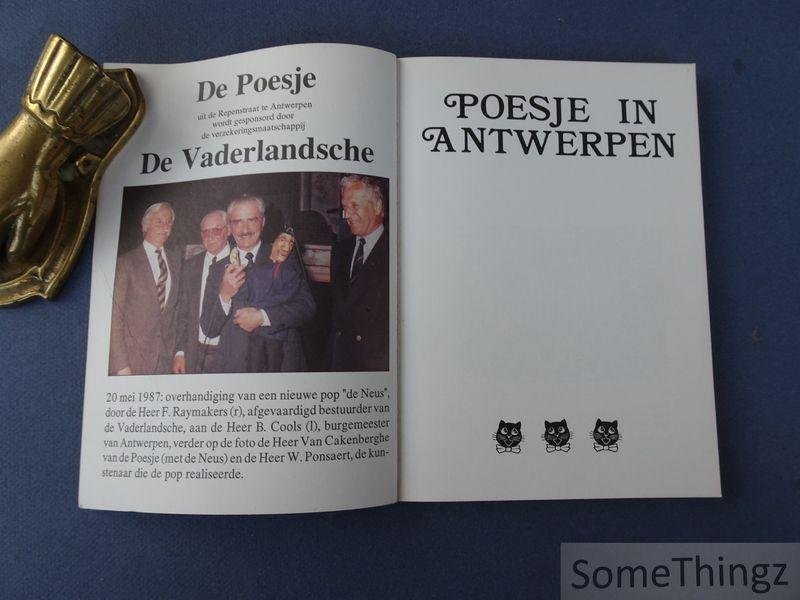 De Poesje
uit de Repenstraat te Antwerpen
wordt gesponsord door
de verzekeringsmaatschappij
De Vaderlandsche
20 mei 1987: overhandiging van een nieuwe pop "de Neus",
door de Heer F. Raymakers (r), afgevaardigd bestuurder van
de Vaderlandsche, aan de Heer B. Cools (l), burgemeester
van Antwerpen, verder op de foto de Heer Van Cakenberghe
van de Poesje (met de Neus) en de Heer W. Ponsaert, de kun-
stenaar die de pop realiseerde.
POESJE IN
ANTWERPEN
SomeThingz